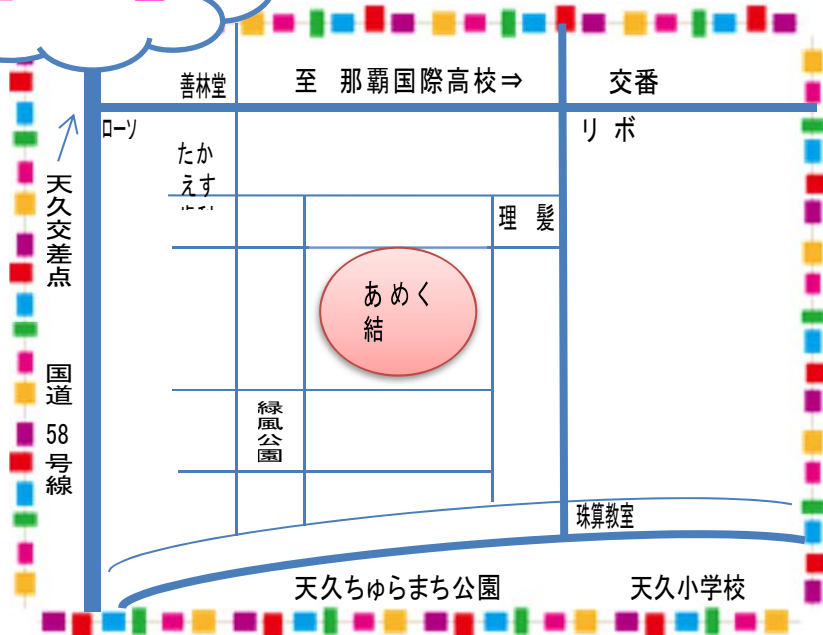 善林堂
至 那覇国際高校⇒
交番
ローソ
リ ボ
たか
えす
天久交差点
理 髪
あ め く
結
国道58号線
緑風公園
珠算教室
天久ちゅらまち公園
天久小学校